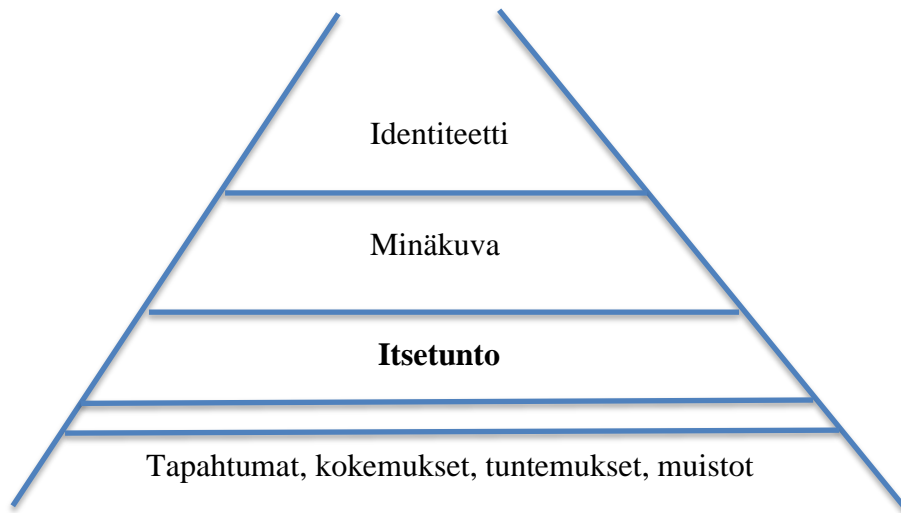 Identiteetti
Minäkuva
Itsetunto
Tapahtumat, kokemukset, tuntemukset, muistot